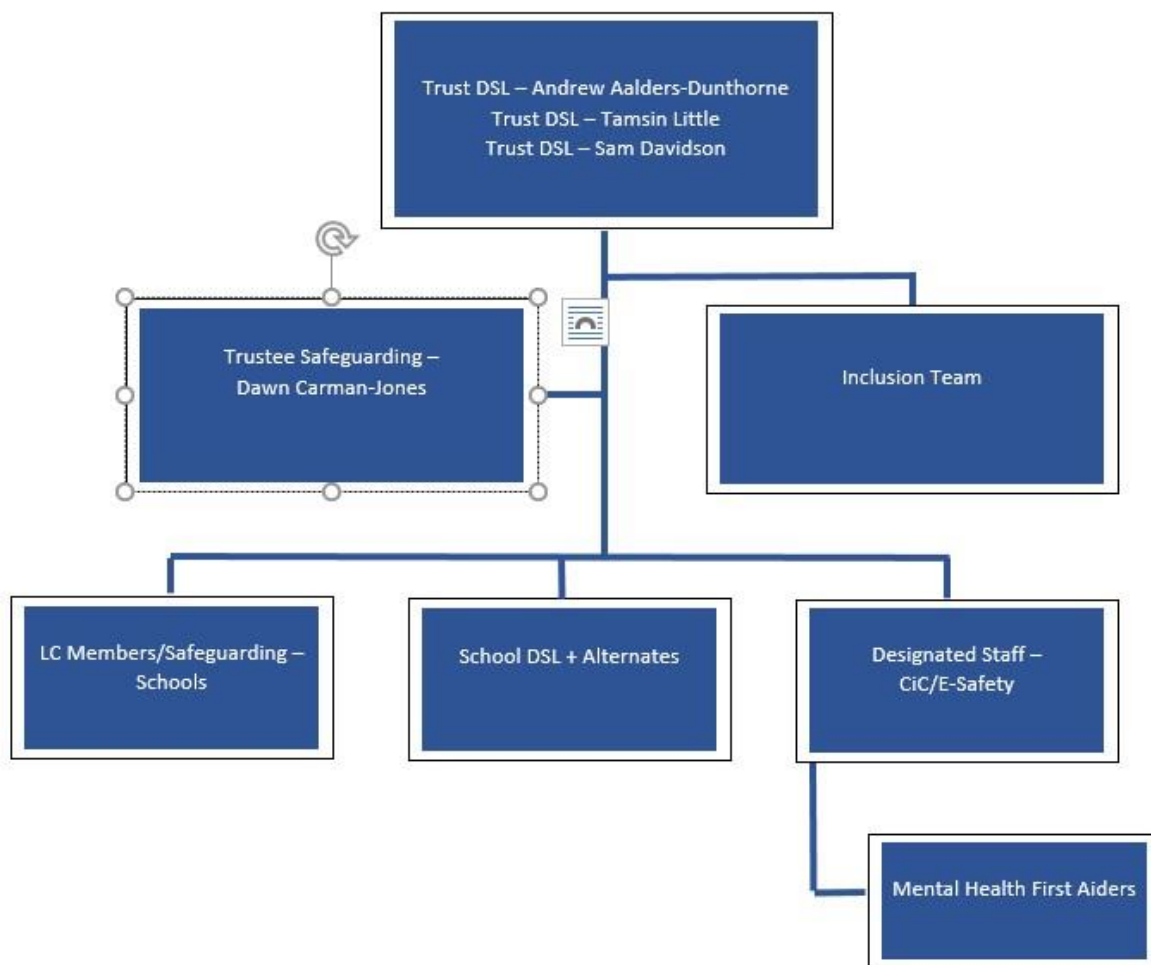 Trust DSL – Andrew Aalders-Dunthorne
Trust DSL – Tamsin Little
Trust DSL – Sam Davidson
Trustee Safeguarding –
Dawn Carman-Jones
Inclusion Team
LC Members/Safeguarding –
Schools
School DSL + Alternates
Designated Staff –
CiC/E-Safety
Mental Health First Aiders